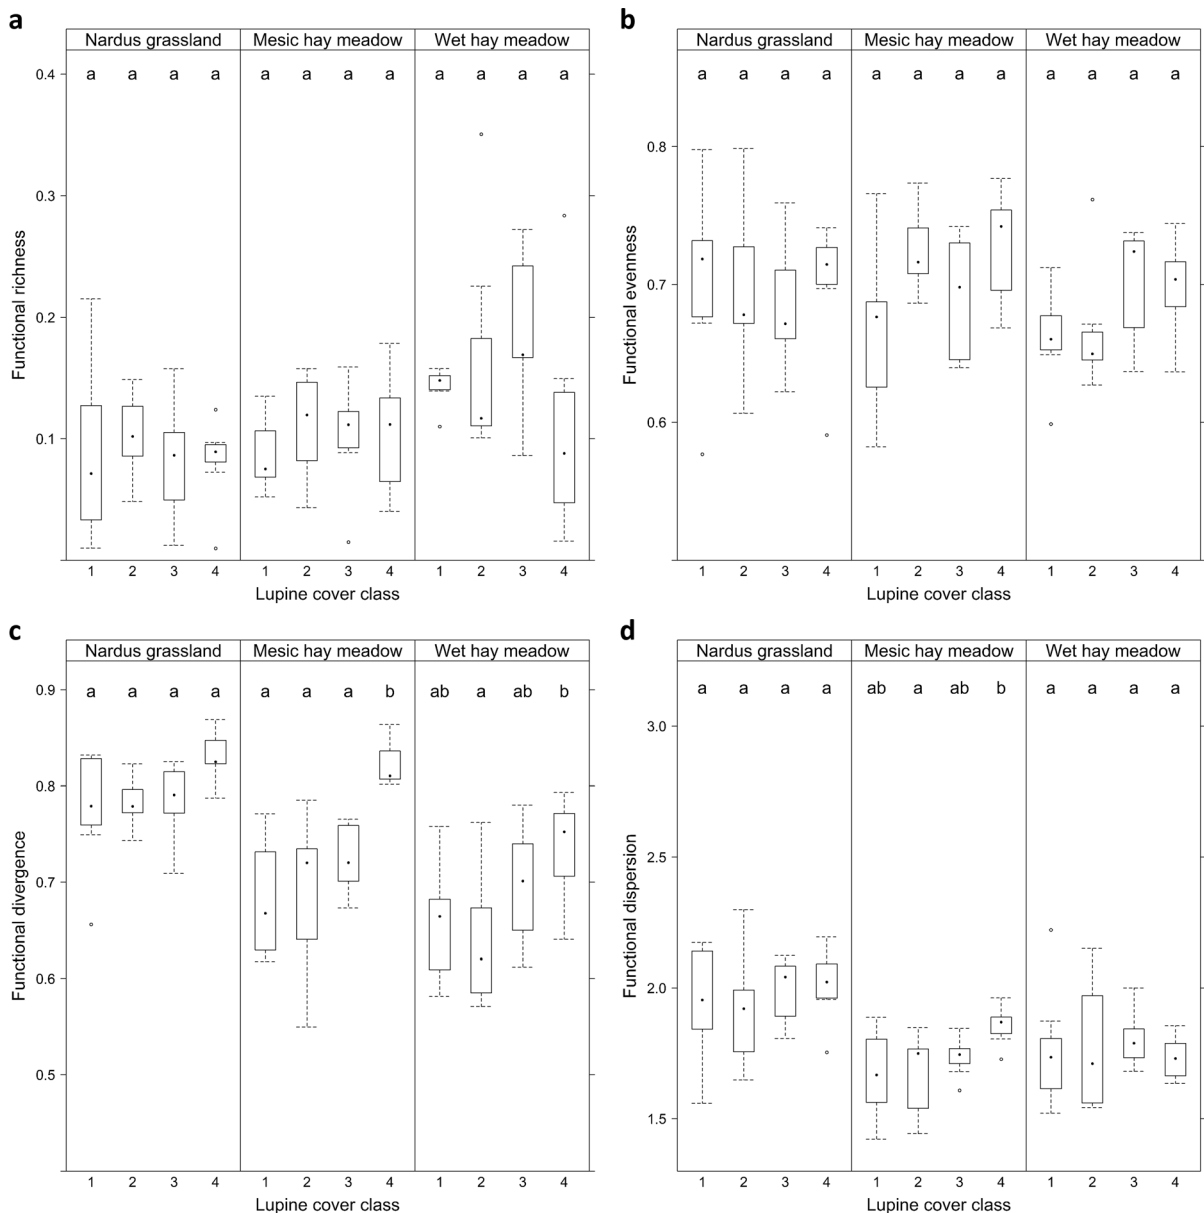 a
Nardus grassland Mesic hay meadow Wet hay meadow
a a a a a a a a a a a a
0.4
0.3
0.2
0.1
Functional richness
1 2 3 4 1 2 3 4 1 2 3 4
Lupine cover class
b
Nardus grassland Mesic hay meadow Wet hay meadow
a a a a a a a a a a a a
0.8
0.7
0.6
Functional evenness
1 2 3 4 1 2 3 4 1 2 3 4
Lupine cover class
c
Nardus grassland Mesic hay meadow Wet hay meadow
a a a a a a a b ab a ab b
0.9
0.8
0.7
0.6
0.5
Functional divergence
1 2 3 4 1 2 3 4 1 2 3 4
Lupine cover class
d
Nardus grassland Mesic hay meadow Wet hay meadow
a a a a ab a ab b a a a a
3.0
2.5
2.0
1.5
Functional dispersion
1 2 3 4 1 2 3 4 1 2 3 4
Lupine cover class